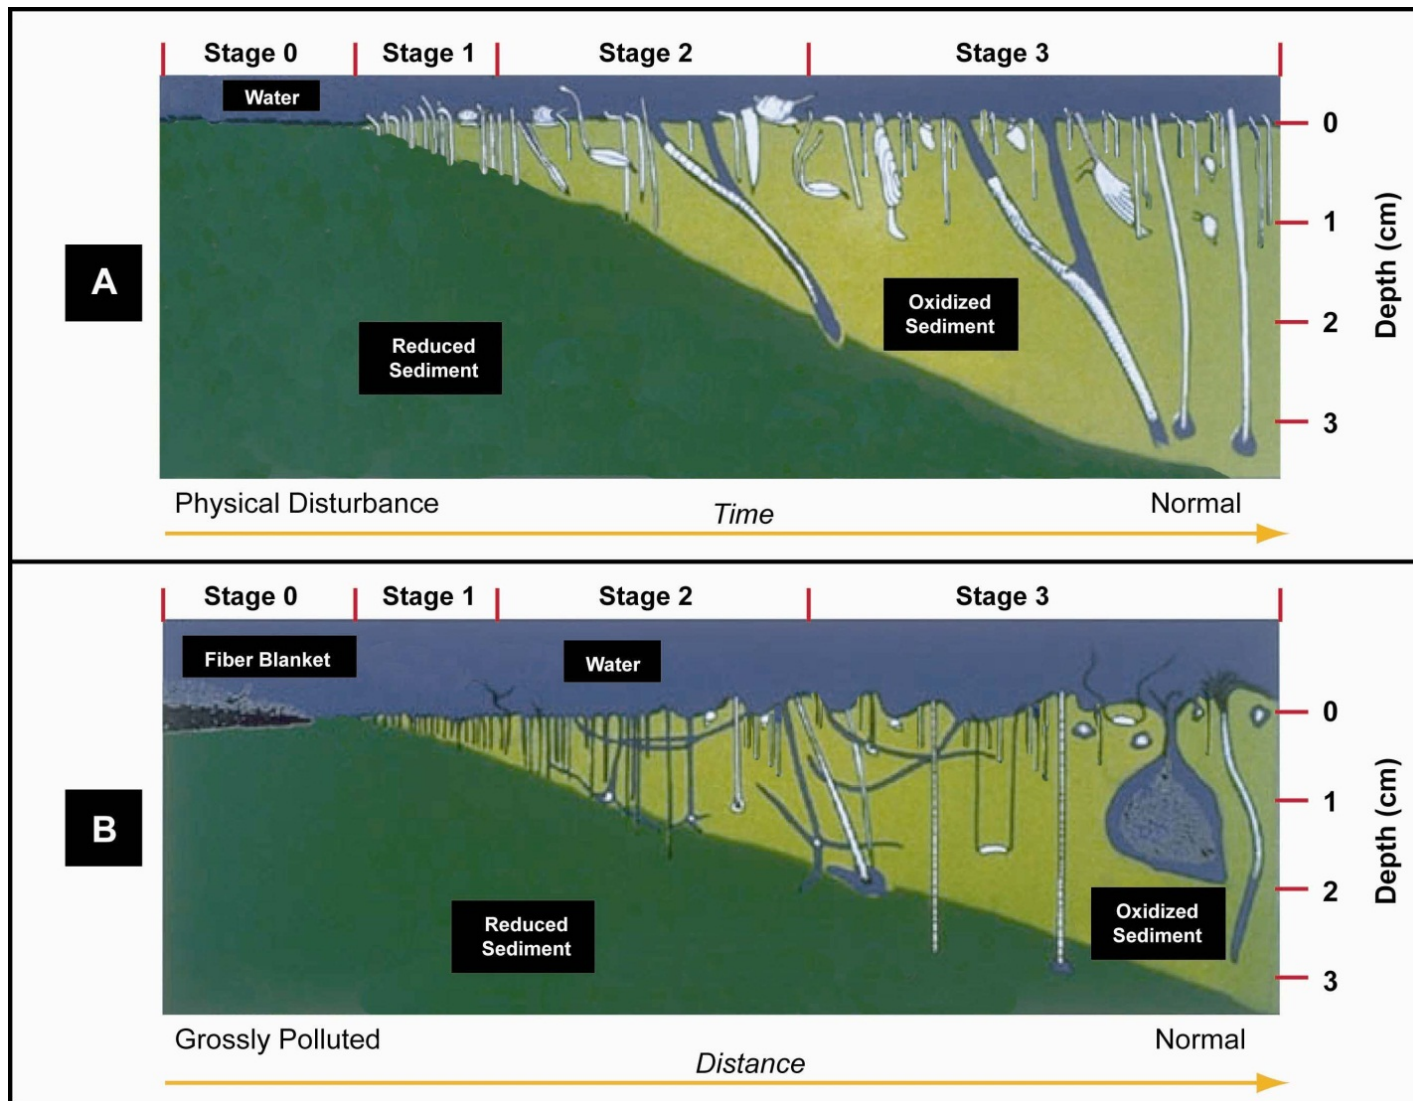 Stage 0 Stage 1 Stage 2 Stage 3
Water
0
1
2
3
Depth (cm)
A
Oxidized
Sediment
Reduced
Sediment
Physical Disturbance
Time
Normal
Stage 0 Stage 1 Stage 2 Stage 3
Fiber Blanket
Water
0
1
2
3
Depth (cm)
B
Reduced
Sediment
Oxidized
Sediment
Grossly Polluted
Distance
Normal